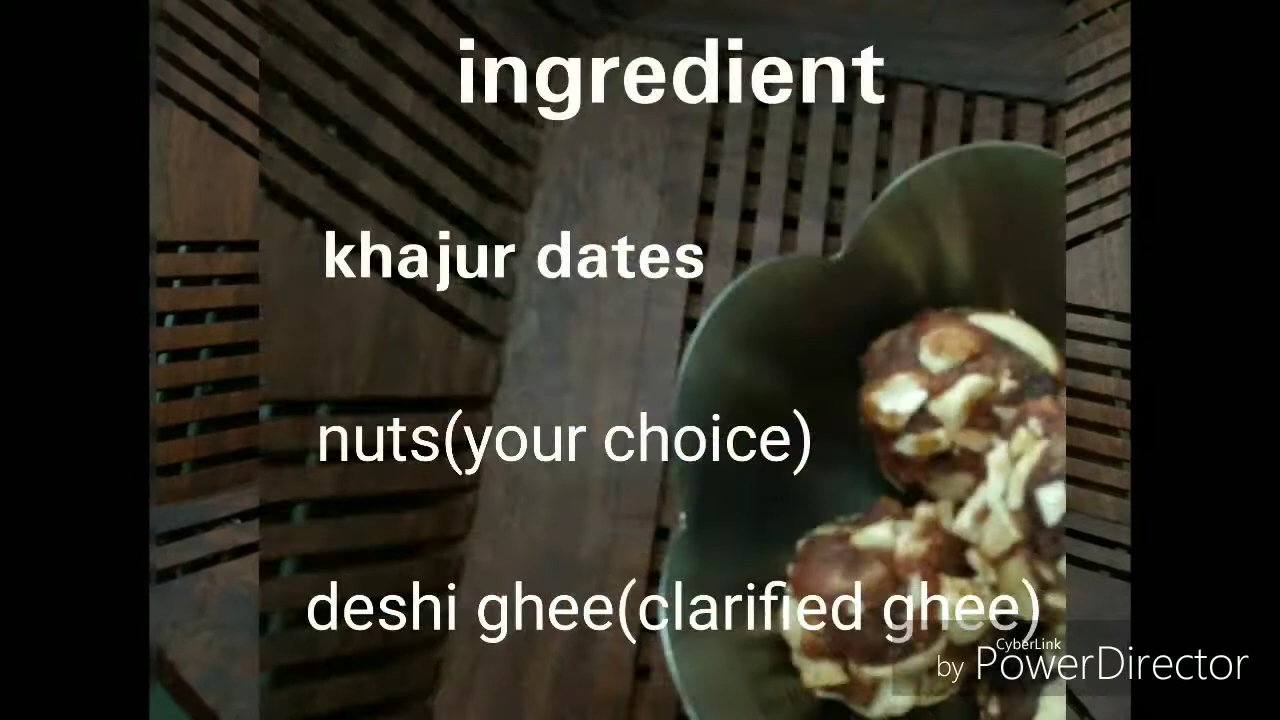 ingredient
khajur dates
nuts(your choice)
deshi ghee(clarified ghee)
CyberLink
by PowerDirector